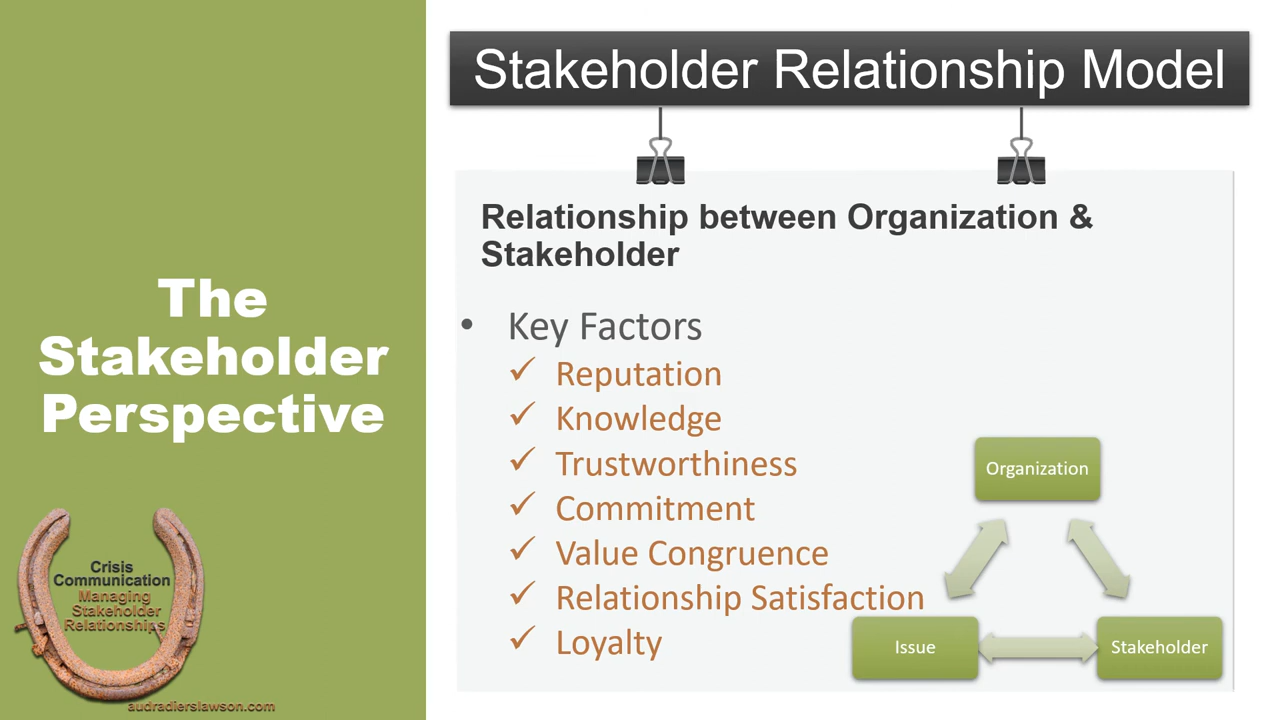 Stakeholder Relationship Model
Relationship between Organization &
Stakeholder
• Key Factors
✓ Reputation
✓ Knowledge
✓ Trustworthiness
✓ Commitment
✓ Value Congruence
✓ Relationship Satisfaction
✓ Loyalty
Organization
Issue
Stakeholder
The
Stakeholder
Perspective
Crisis
Communication
Managing
Stakeholder
Relationships
audradierslawson.com